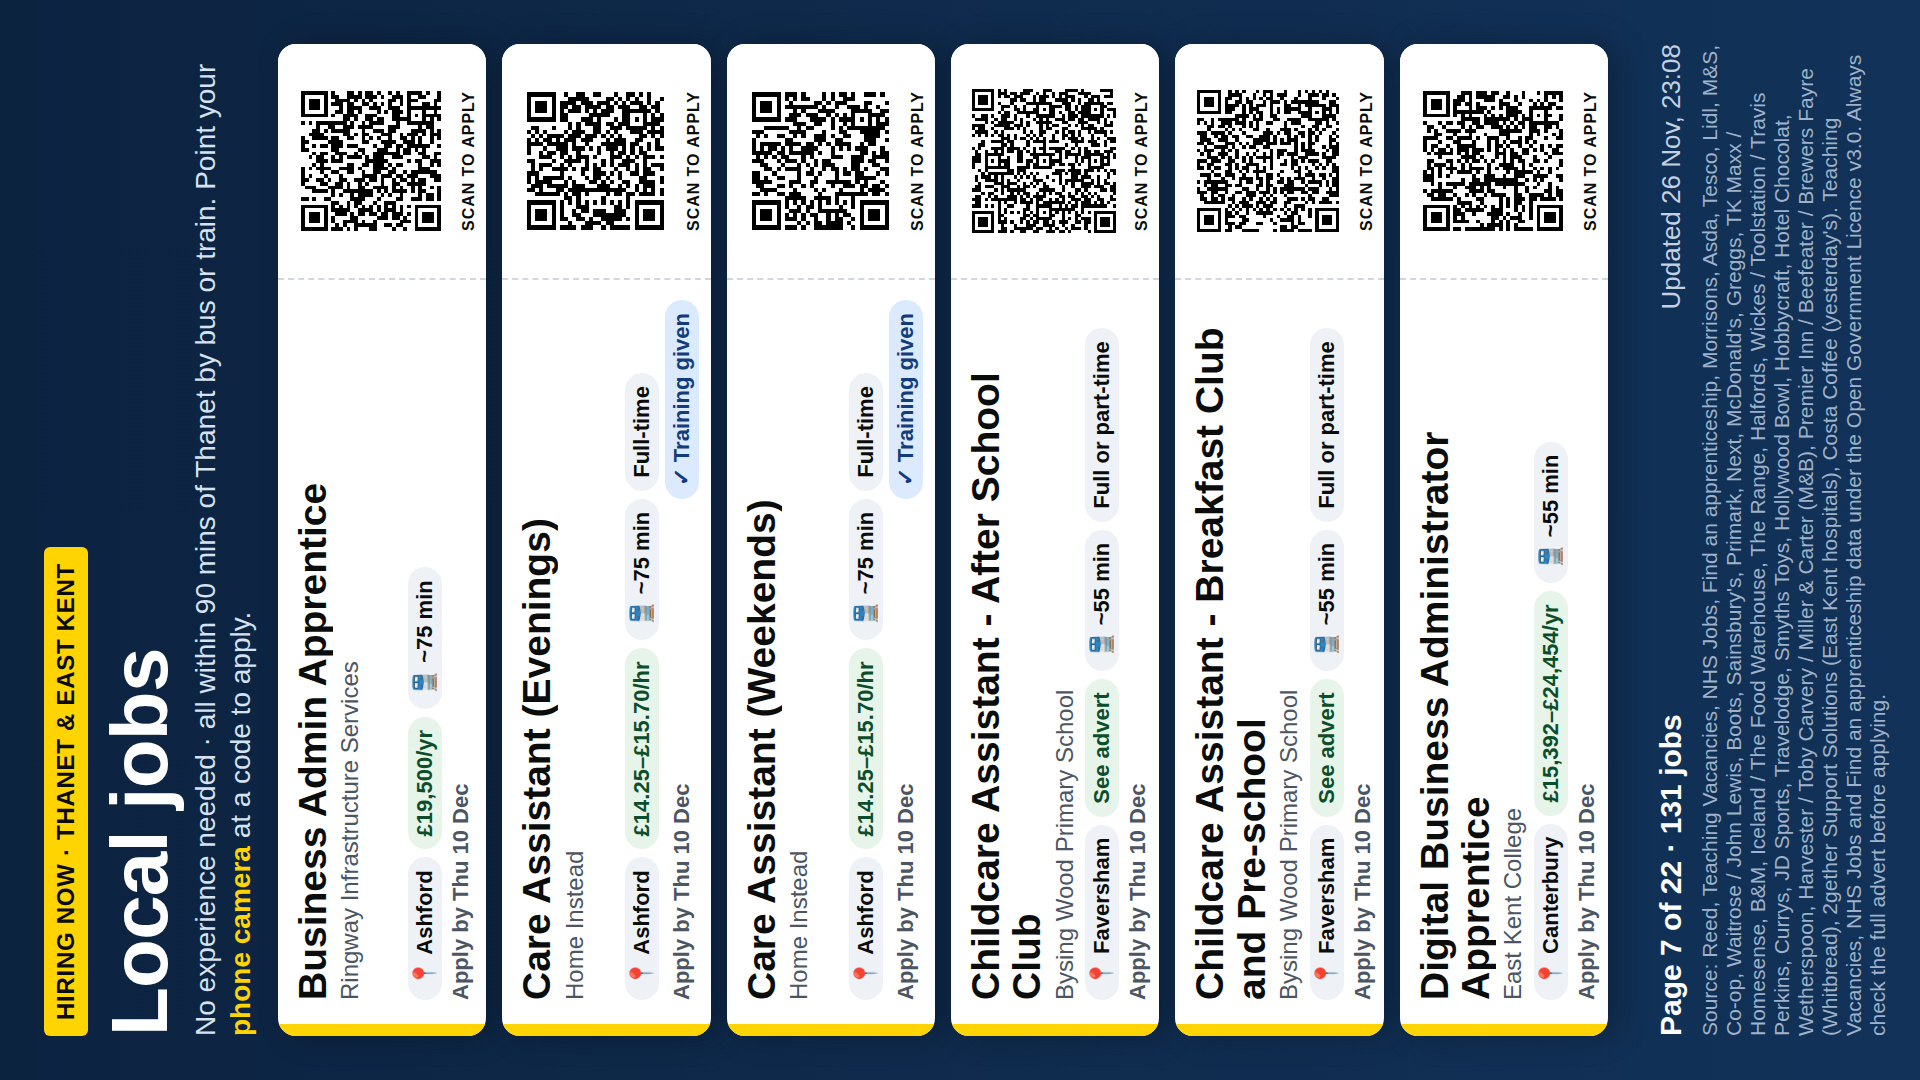 HIRING NOW · THANET & EAST KENT
Local jobs
No experience needed · all within 90 mins of Thanet by bus or train. Point your
phone camera at a code to apply.
Business Admin Apprentice
Ringway Infrastructure Services
📍 Ashford £19,500/yr 🚆 ~75 min
Apply by Thu 10 Dec
SCAN TO APPLY
Care Assistant (Evenings)
Home Instead
📍 Ashford £14.25–£15.70/hr 🚆 ~75 min Full-time
Apply by Thu 10 Dec ✓ Training given
SCAN TO APPLY
Care Assistant (Weekends)
Home Instead
📍 Ashford £14.25–£15.70/hr 🚆 ~75 min Full-time
Apply by Thu 10 Dec ✓ Training given
SCAN TO APPLY
Childcare Assistant - After School
Club
Bysing Wood Primary School
📍 Faversham See advert 🚆 ~55 min Full or part-time
Apply by Thu 10 Dec
SCAN TO APPLY
Childcare Assistant - Breakfast Club
and Pre-school
Bysing Wood Primary School
📍 Faversham See advert 🚆 ~55 min Full or part-time
Apply by Thu 10 Dec
SCAN TO APPLY
Digital Business Administrator
Apprentice
East Kent College
📍 Canterbury £15,392–£24,454/yr 🚆 ~55 min
Apply by Thu 10 Dec
SCAN TO APPLY
Page 7 of 22 · 131 jobs Updated 26 Nov, 23:08
Source: Reed, Teaching Vacancies, NHS Jobs, Find an apprenticeship, Morrisons, Asda, Tesco, Lidl, M&S,
Co-op, Waitrose / John Lewis, Boots, Sainsbury's, Primark, Next, McDonald's, Greggs, TK Maxx /
Homesense, B&M, Iceland / The Food Warehouse, The Range, Halfords, Wickes / Toolstation / Travis
Perkins, Currys, JD Sports, Travelodge, Smyths Toys, Hollywood Bowl, Hobbycraft, Hotel Chocolat,
Wetherspoon, Harvester / Toby Carvery / Miller & Carter (M&B), Premier Inn / Beefeater / Brewers Fayre
(Whitbread), 2gether Support Solutions (East Kent hospitals), Costa Coffee (yesterday's). Teaching
Vacancies, NHS Jobs and Find an apprenticeship data under the Open Government Licence v3.0. Always
check the full advert before applying.